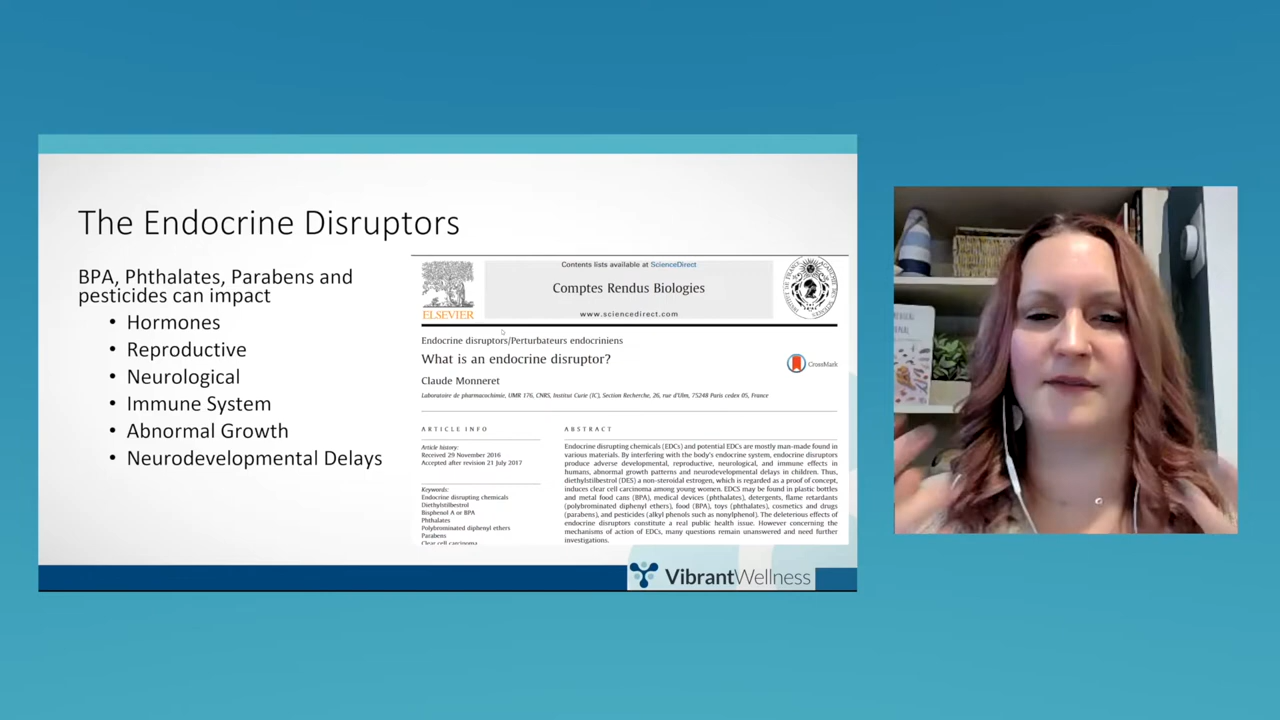 The Endocrine Disruptors
BPA, Phthalates, Parabens and
pesticides can impact
• Hormones
• Reproductive
• Neurological
• Immune System
• Abnormal Growth
• Neurodevelopmental Delays
ELSEVIER
Contents lists available at ScienceDirect
Comptes Rendus Biologies
www.sciencedirect.com
Endocrine disruptors/Perturbateurs endocriniens
What is an endocrine disruptor?
CrossMark
Claude Monneret
Laboratoire de pharmacochimie, UMR 176, CNRS, Institut Curie (IC), Section Recherche, 26, rue d'Ulm, 75248 Paris cedex 05, France
ARTICLE INFO
Article history:
Received 29 November 2016
Accepted after revision 21 July 2017
Keywords:
Endocrine disrupting chemicals
Diethylstilbestrol
Bisphenol A or BPA
Phthalates
Polybrominated diphenyl ethers
Parabens
Clear cell carcinoma
ABSTRACT
Endocrine disrupting chemicals (EDCs) and potential EDCs are mostly man-made found in
various materials. By interfering with the body's endocrine system, endocrine disruptors
produce adverse developmental, reproductive, neurological, and immune effects in
humans, abnormal growth patterns and neurodevelopmental delays in children. Thus,
diethylstilbestrol (DES) a non-steroidal estrogen, which is regarded as a proof of concept,
induces clear cell carcinoma among young women. EDCS may be found in plastic bottles
and metal food cans (BPA), medical devices (phthalates), detergents, flame retardants
(polybrominated diphenyl ethers), food (BPA), toys (phthalates), cosmetics and drugs
(parabens), and pesticides (alkyl phenols such as nonylphenol). The deleterious effects of
endocrine disruptors constitute a real public health issue. However concerning the
mechanisms of action of EDCs, many questions remain unanswered and need further
investigations.
VibrantWellness